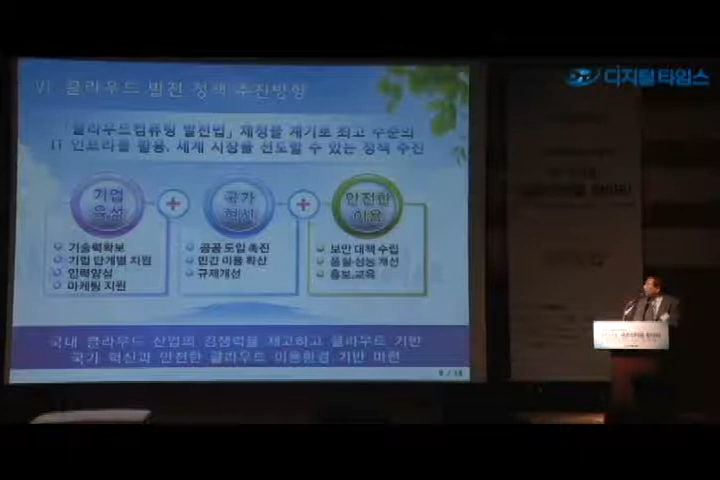 디지털타임스
VI. 클라우드 발전 정책 추진방향
「클라우드컴퓨팅 발전법」 제정을 계기로 최고 수준의
IT 인프라를 활용, 세계 시장을 선도할 수 있는 정책 추진
기업
육성
국가
혁신
안전한
이용
기술력확보
기업 단계별 지원
인력양성
마케팅 지원
공공 도입 촉진
민간 이용 확산
규제개선
보안 대책 수립
품질·성능 개선
홍보.교육
국내 클라우드 산업의 경쟁력을 제고하고 클라우드 기반
국가 혁신과 안전한 클라우드 이용환경 기반 마련